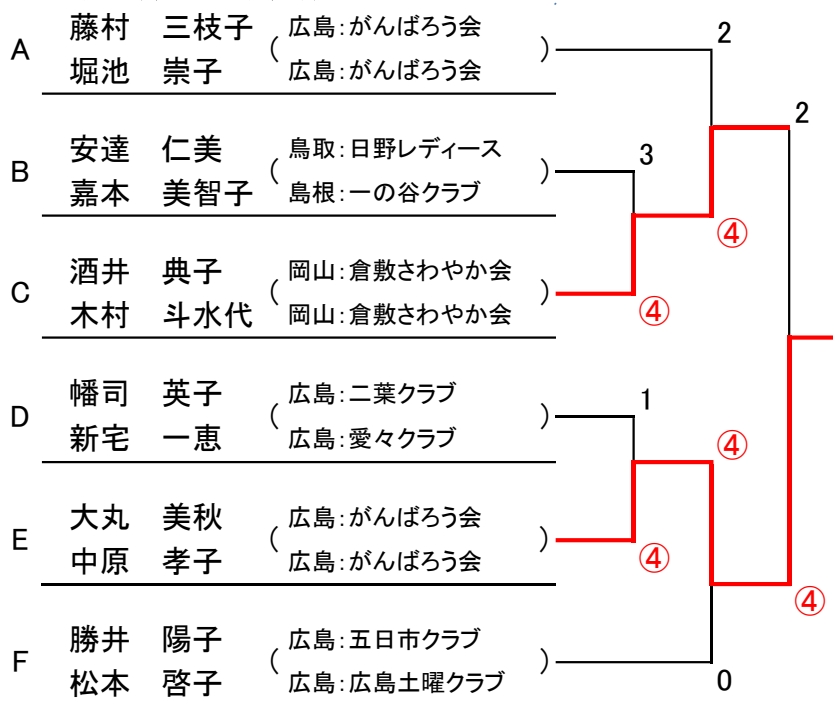 A 藤村 三枝子 (広島:がんばろう会)
堀池 崇子 広島:がんばろう会
2
2
B 安達 仁美 (鳥取:日野レディース)
嘉本 美智子 島根:一の谷クラブ
3
④
C 酒井 典子 (岡山:倉敷さわやか会)
木村 斗水代 岡山:倉敷さわやか会
④
D 幡司 英子 (広島:二葉クラブ)
新宅 一恵 広島:愛々クラブ
1
④
E 大丸 美秋 (広島:がんばろう会)
中原 孝子 広島:がんばろう会
④
④
F 勝井 陽子 (広島:五日市クラブ)
松本 啓子 広島:広島土曜クラブ
0